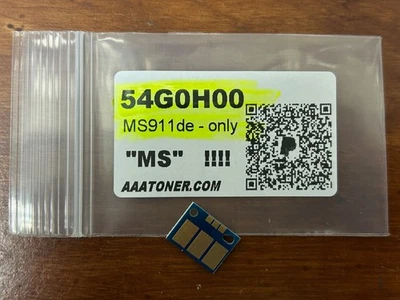 54G0H00
MS911de - only
"MS" !!!!
AAATONER.COM